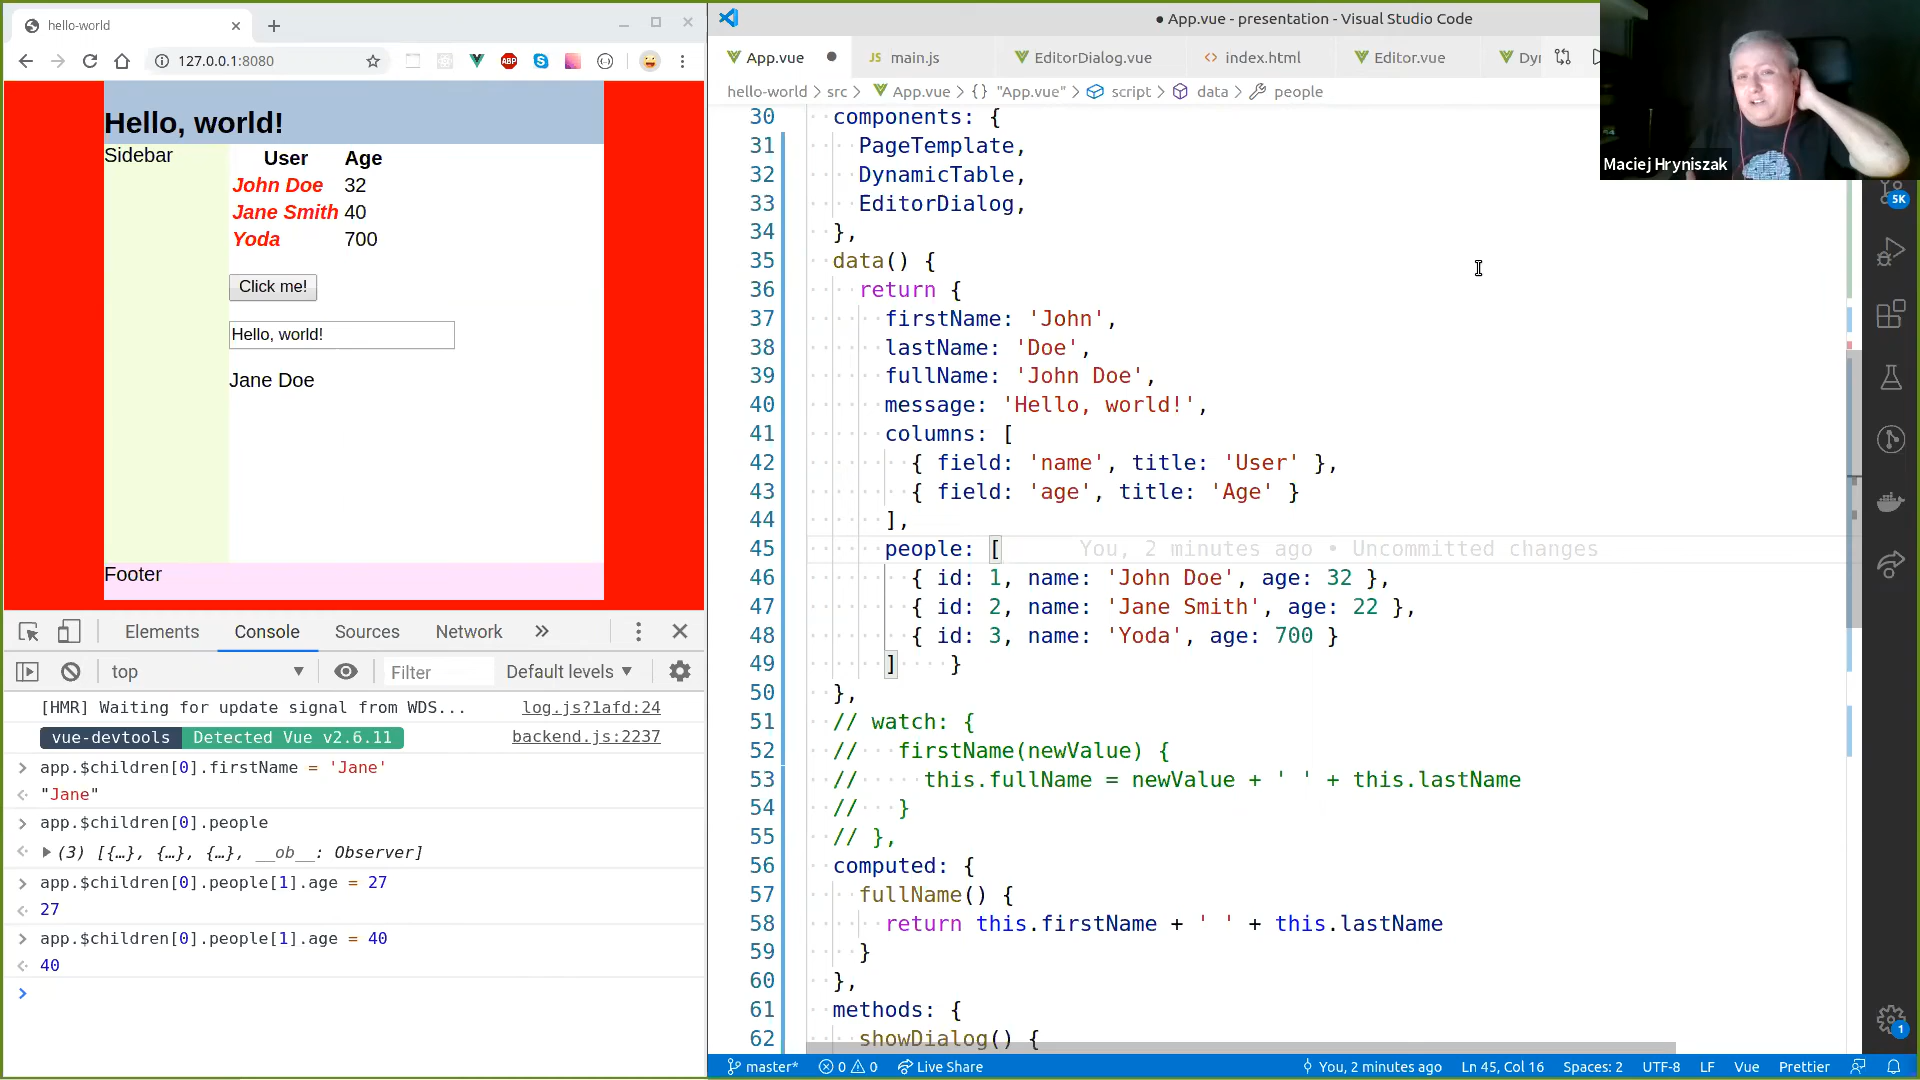 hello-world
127.0.0.1:8080
ABP
Hello, world!
Sidebar
User Age
John Doe 32
Jane Smith 40
Yoda 700
Click me!
Hello, world!
Jane Doe
Footer
Elements Console Sources Network »
top Filter Default levels
[HMR] Waiting for update signal from WDS... log.js?1afd:24
vue-devtools Detected Vue v2.6.11 backend.js:2237
app.$children[0].firstName = 'Jane'
"Jane"
app.$children[0].people
(3) [{…}, {…}, {…}, __ob__: Observer]
app.$children[0].people[1].age = 27
27
app.$children[0].people[1].age = 40
40
● App.vue - presentation - Visual Studio Code
App.vue JS main.js EditorDialog.vue index.html Editor.vue Dy
hello-world > src > App.vue > {} "App.vue" > script > data > people
30 components: {
31 PageTemplate,
32 DynamicTable,
33 EditorDialog,
34 },
35 data() {
36 return {
37 firstName: 'John',
38 lastName: 'Doe',
39 fullName: 'John Doe',
40 message: 'Hello, world!',
41 columns: [
42 { field: 'name', title: 'User' },
43 { field: 'age', title: 'Age' }
44 ],
45 people: [ You, 2 minutes ago • Uncommitted changes
46 { id: 1, name: 'John Doe', age: 32 },
47 { id: 2, name: 'Jane Smith', age: 22 },
48 { id: 3, name: 'Yoda', age: 700 }
49 ] }
50 },
51 // watch: {
52 // firstName(newValue) {
53 // this.fullName = newValue + ' ' + this.lastName
54 // }
55 // },
56 computed: {
57 fullName() {
58 return this.firstName + ' ' + this.lastName
59 }
60 },
61 methods: {
62 showDialog() {
Maciej Hryniszak
5K
1
master* 0 0 Live Share You, 2 minutes ago Ln 45, Col 16 Spaces: 2 UTF-8 LF Vue Prettier